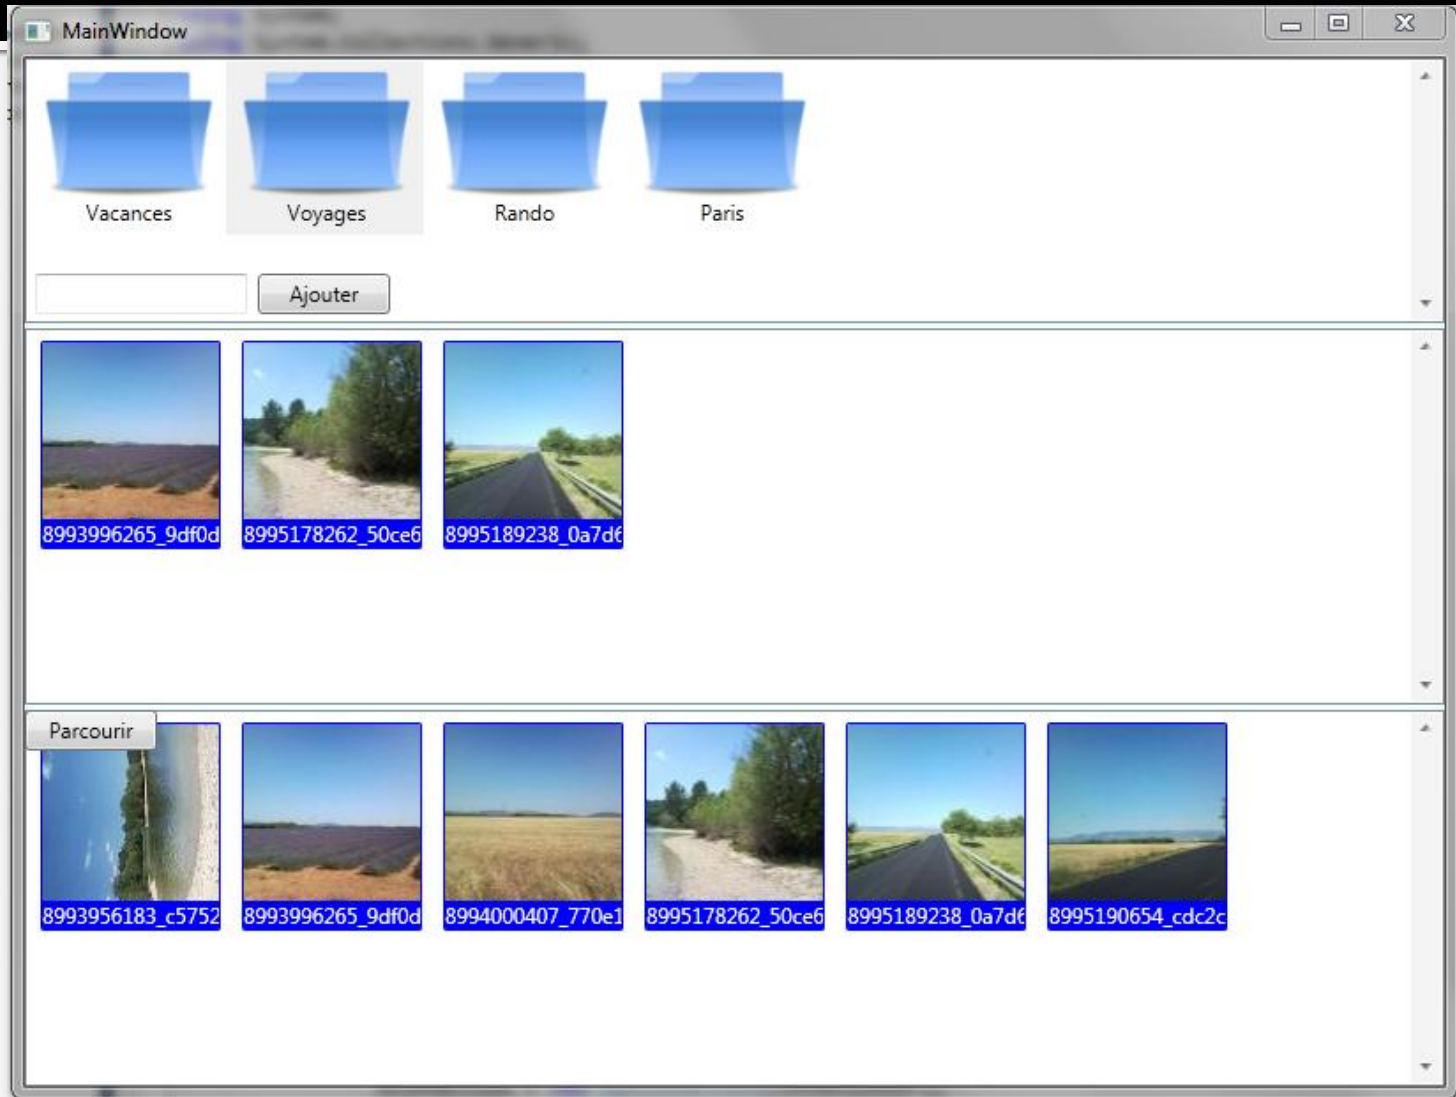 MainWindow
Vacances Voyages Rando Paris
Ajouter
8993996265_9df0d 8995178262_50ce6 8995189238_0a7d6
Parcourir
8993956183_c5752 8993996265_9df0d 8994000407_770e1 8995178262_50ce6 8995189238_0a7d6 8995190654_cdc2c